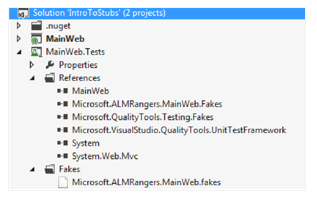 Solution 'IntroToStubs' (2 projects)
.nuget
MainWeb
MainWeb.Tests
Properties
References
MainWeb
Microsoft.ALMRangers.MainWeb.Fakes
Microsoft.QualityTools.Testing.Fakes
Microsoft.VisualStudio.QualityTools.UnitTestFramework
System
System.Web.Mvc
Fakes
Microsoft.ALMRangers.MainWeb.fakes